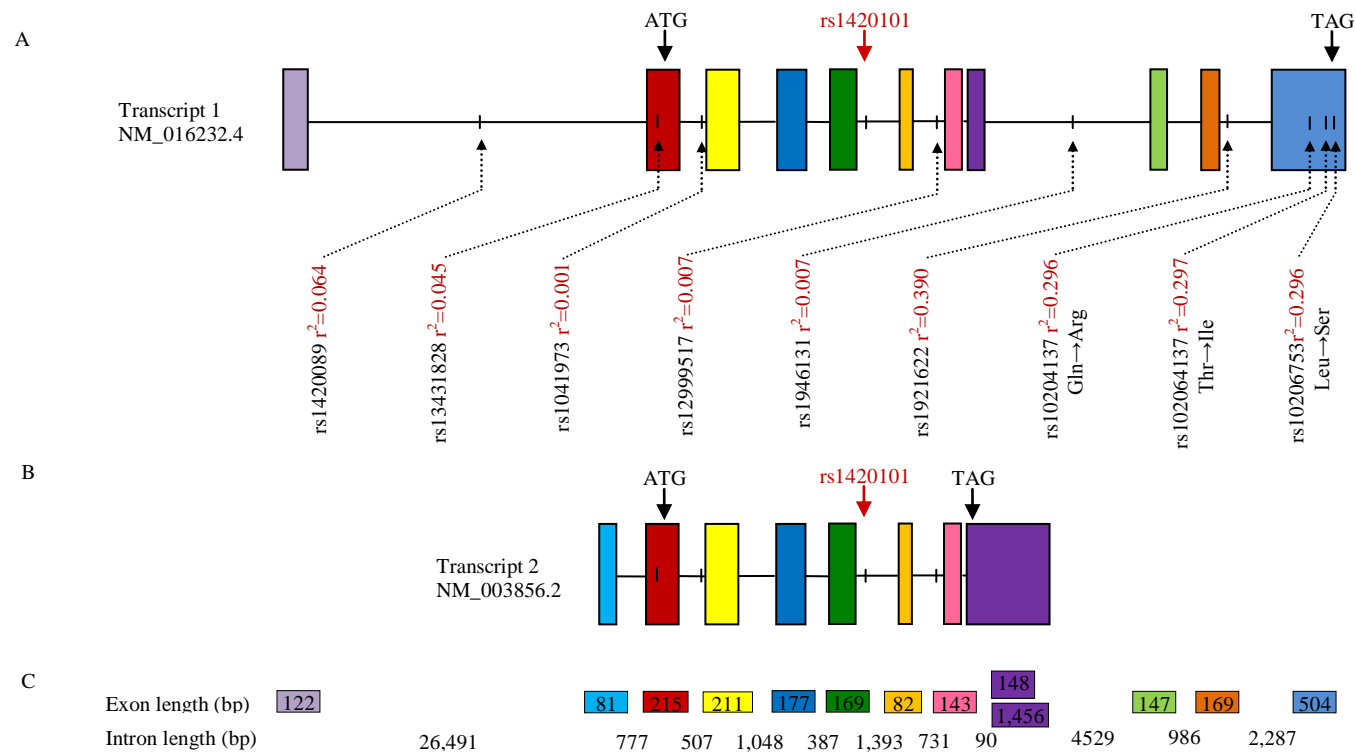 A
ATG
rs1420101
TAG
Transcript 1
NM_016232.4
rs1420089 r²=0.064
rs13431828 r²=0.045
rs1041973 r²=0.001
rs12999517 r²=0.007
rs1946131 r²=0.007
rs1921622 r²=0.390
rs10204137 r²=0.296
Gln→Arg
rs102064137 r²=0.297
Thr→Ile
rs10206753r²=0.296
Leu→Ser
B
ATG
rs1420101
TAG
Transcript 2
NM_003856.2
C
Exon length (bp) 122 81 215 211 177 169 82 143 148 1,456 147 169 504
Intron length (bp) 26,491 777 507 1,048 387 1,393 731 90 4529 986 2,287